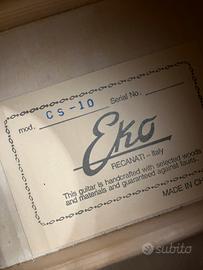 mod. CS-10 Serial No.
Eko
RECANATI - Italy
This guitar is handcrafted with selected woods
and materials and guaranteed against faults.
MADE IN
subito